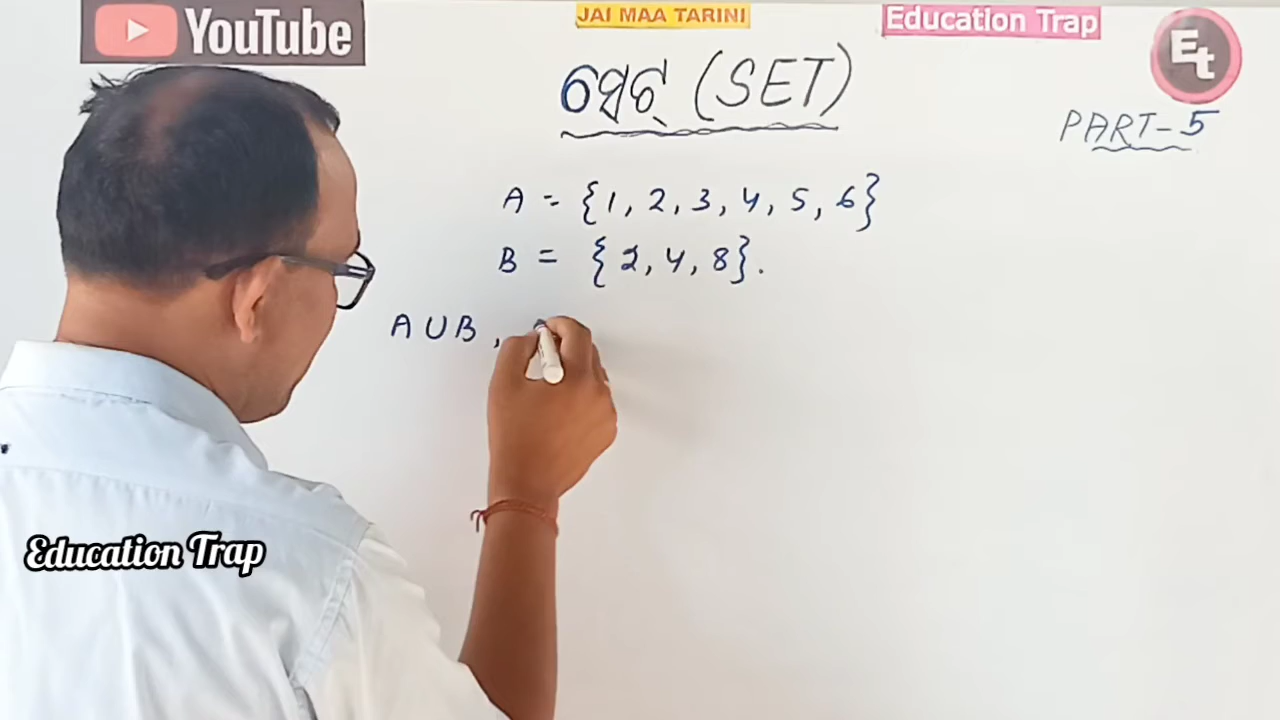 YouTube
JAI MAA TARINI
Education Trap
Et
ସେଟ୍ (SET)
PART-5
A = {1, 2, 3, 4, 5, 6}
B = {2, 4, 8}.
A ∪ B ,
Education Trap